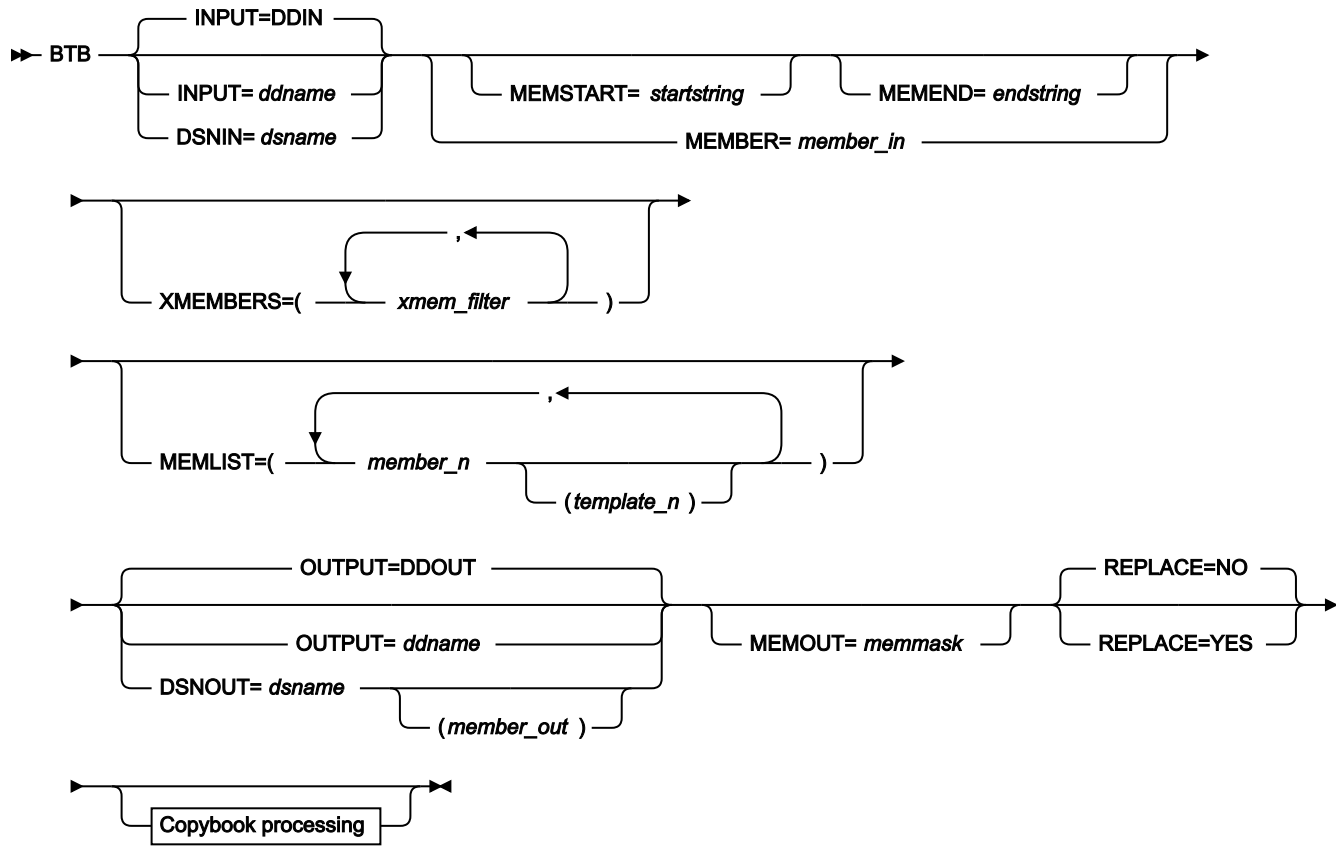 INPUT=DDIN
BTB
INPUT= ddname
MEMSTART= startstring
MEMEND= endstring
DSNIN= dsname
MEMBER= member_in
,
XMEMBERS=( xmem_filter )
,
MEMLIST=( member_n )
(template_n )
OUTPUT=DDOUT
REPLACE=NO
OUTPUT= ddname
MEMOUT= memmask
REPLACE=YES
DSNOUT= dsname
(member_out )
Copybook processing